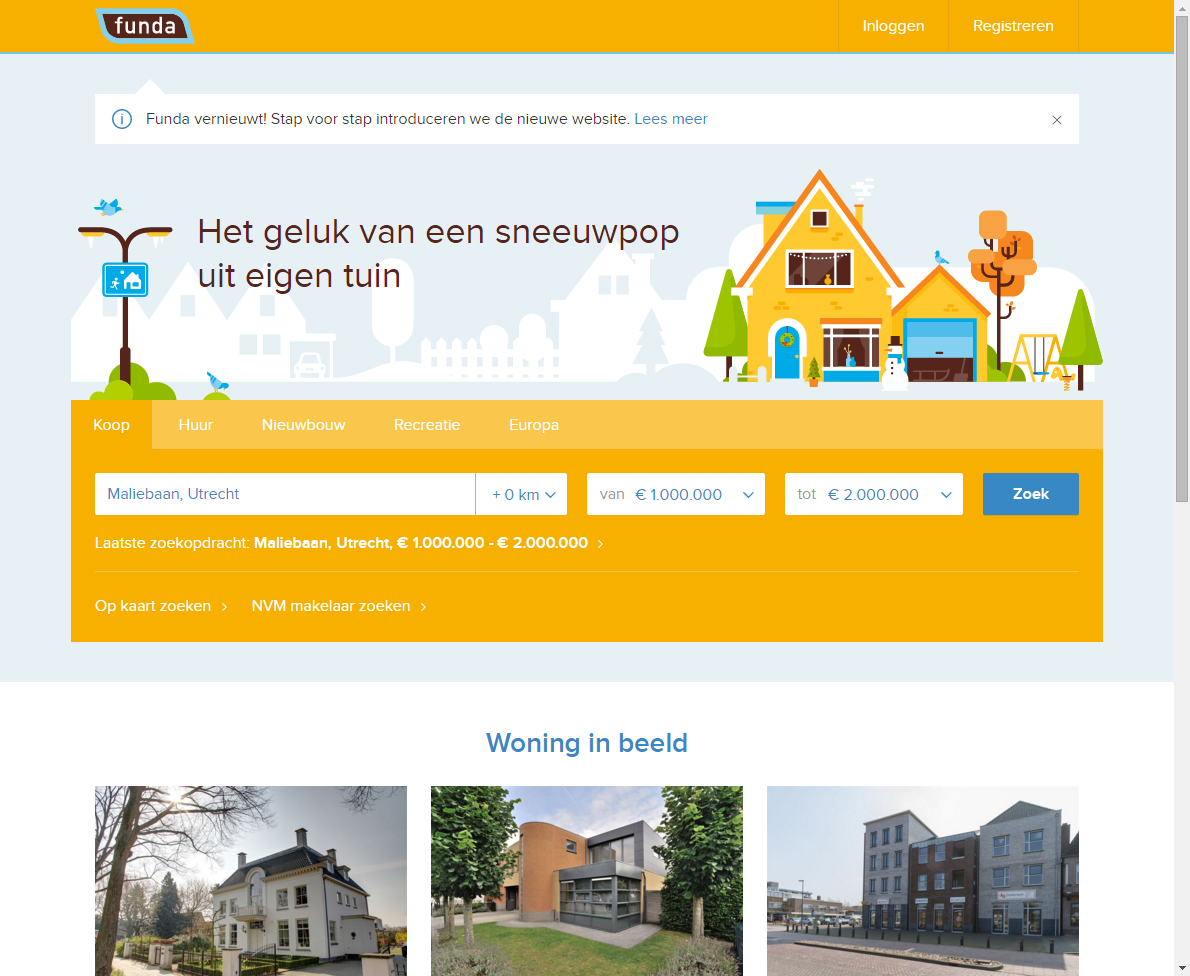 funda
Inloggen
Registreren
Funda vernieuwt! Stap voor stap introduceren we de nieuwe website. Lees meer
Het geluk van een sneeuwpop
uit eigen tuin
Koop
Huur
Nieuwbouw
Recreatie
Europa
Maliebaan, Utrecht
+ 0 km
van € 1.000.000
tot € 2.000.000
Zoek
Laatste zoekopdracht: Maliebaan, Utrecht, € 1.000.000 - € 2.000.000
Op kaart zoeken
NVM makelaar zoeken
Woning in beeld